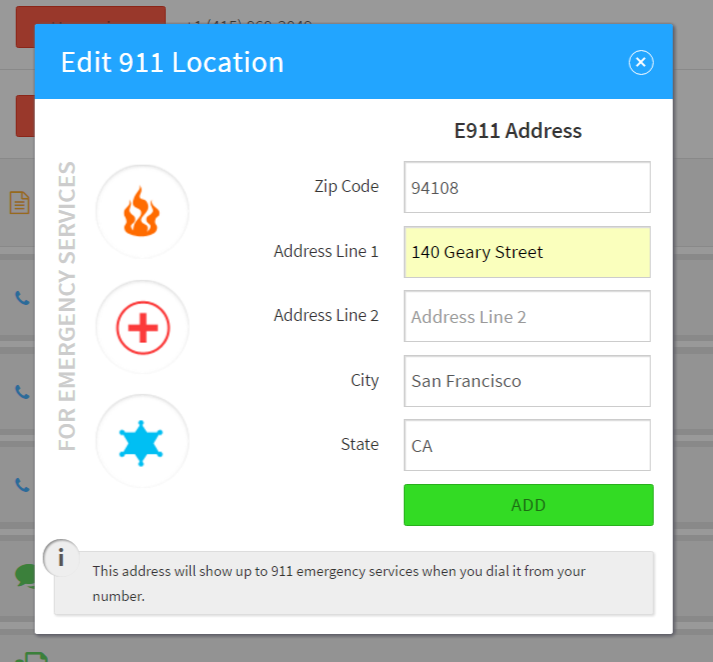 Edit 911 Location
E911 Address
FOR EMERGENCY SERVICES
Zip Code
94108
Address Line 1
140 Geary Street
Address Line 2
Address Line 2
City
San Francisco
State
CA
ADD
i
This address will show up to 911 emergency services when you dial it from your
number.